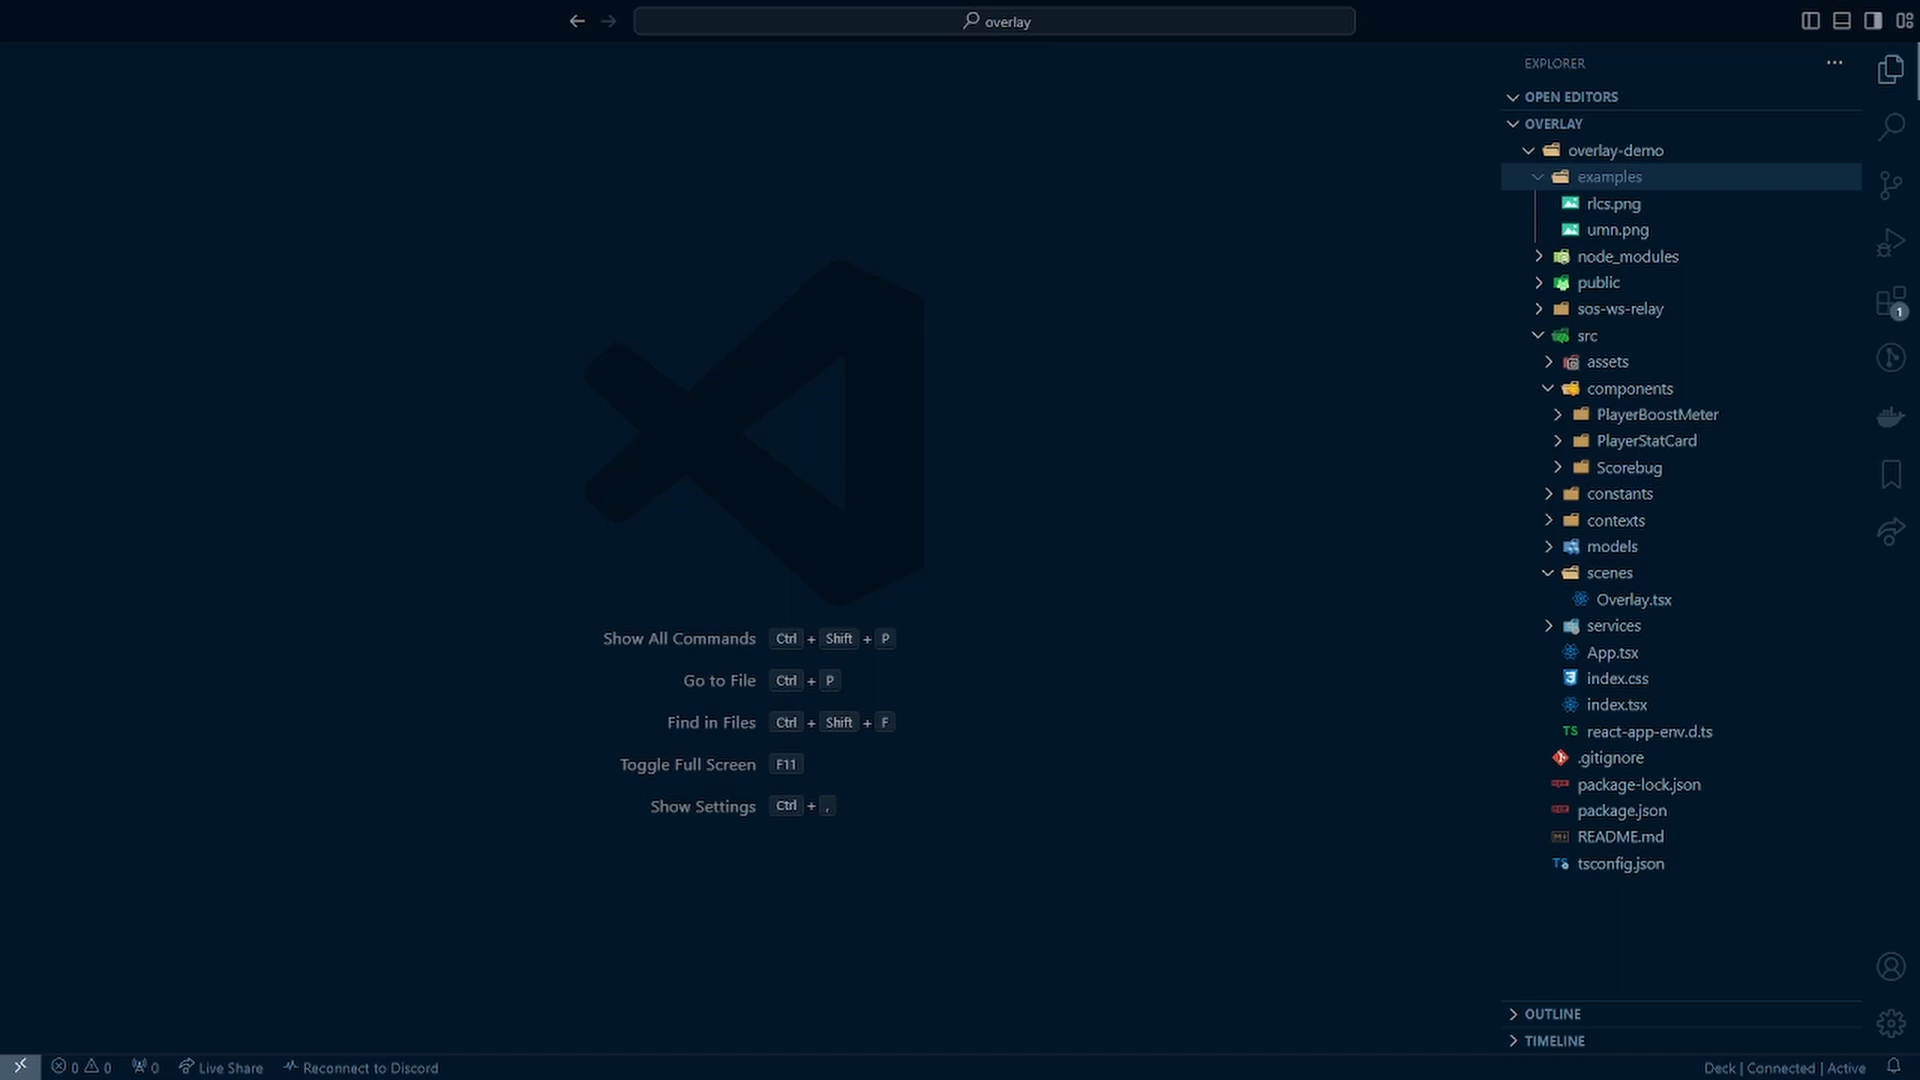 overlay
EXPLORER
OPEN EDITORS
OVERLAY
overlay-demo
examples
rlcs.png
umn.png
node_modules
public
sos-ws-relay
src
assets
components
PlayerBoostMeter
PlayerStatCard
Scorebug
constants
contexts
models
scenes
Overlay.tsx
services
App.tsx
index.css
index.tsx
TS react-app-env.d.ts
.gitignore
package-lock.json
package.json
README.md
TS tsconfig.json
1
Show All Commands Ctrl + Shift + P
Go to File Ctrl + P
Find in Files Ctrl + Shift + F
Toggle Full Screen F11
Show Settings Ctrl + ,
OUTLINE
TIMELINE
0 0 0 Live Share Reconnect to Discord Deck | Connected | Active